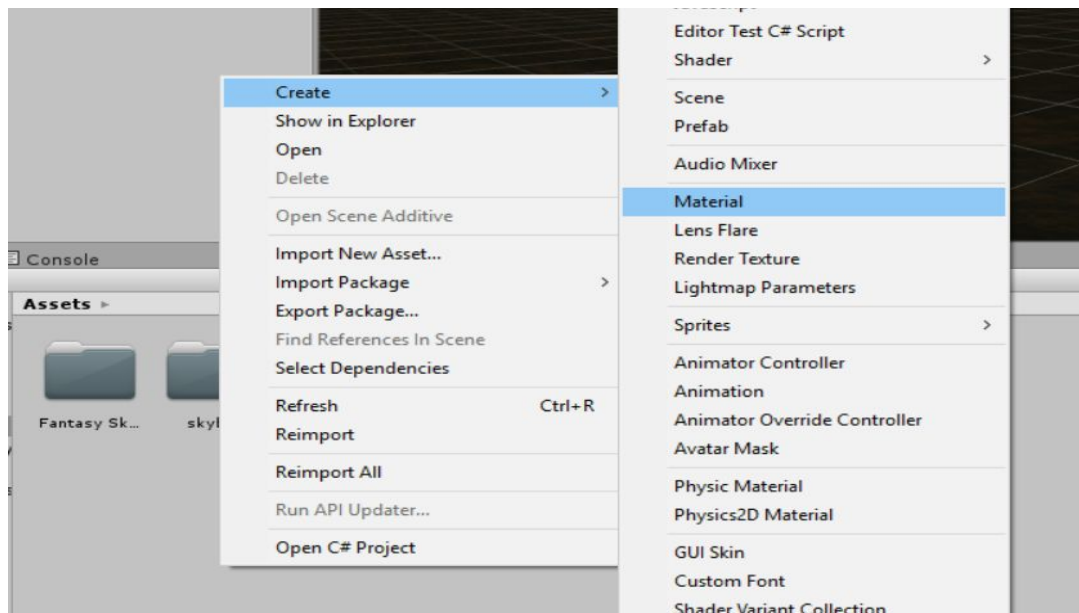 Create
Show in Explorer
Open
Delete
Open Scene Additive
Import New Asset...
Import Package
Export Package...
Find References In Scene
Select Dependencies
Refresh Ctrl+R
Reimport
Reimport All
Run API Updater...
Open C# Project
Editor Test C# Script
Shader
Scene
Prefab
Audio Mixer
Material
Lens Flare
Render Texture
Lightmap Parameters
Sprites
Animator Controller
Animation
Animator Override Controller
Avatar Mask
Physic Material
Physics2D Material
GUI Skin
Custom Font
Shader Variant Collection
Console
Assets
Fantasy Sk...